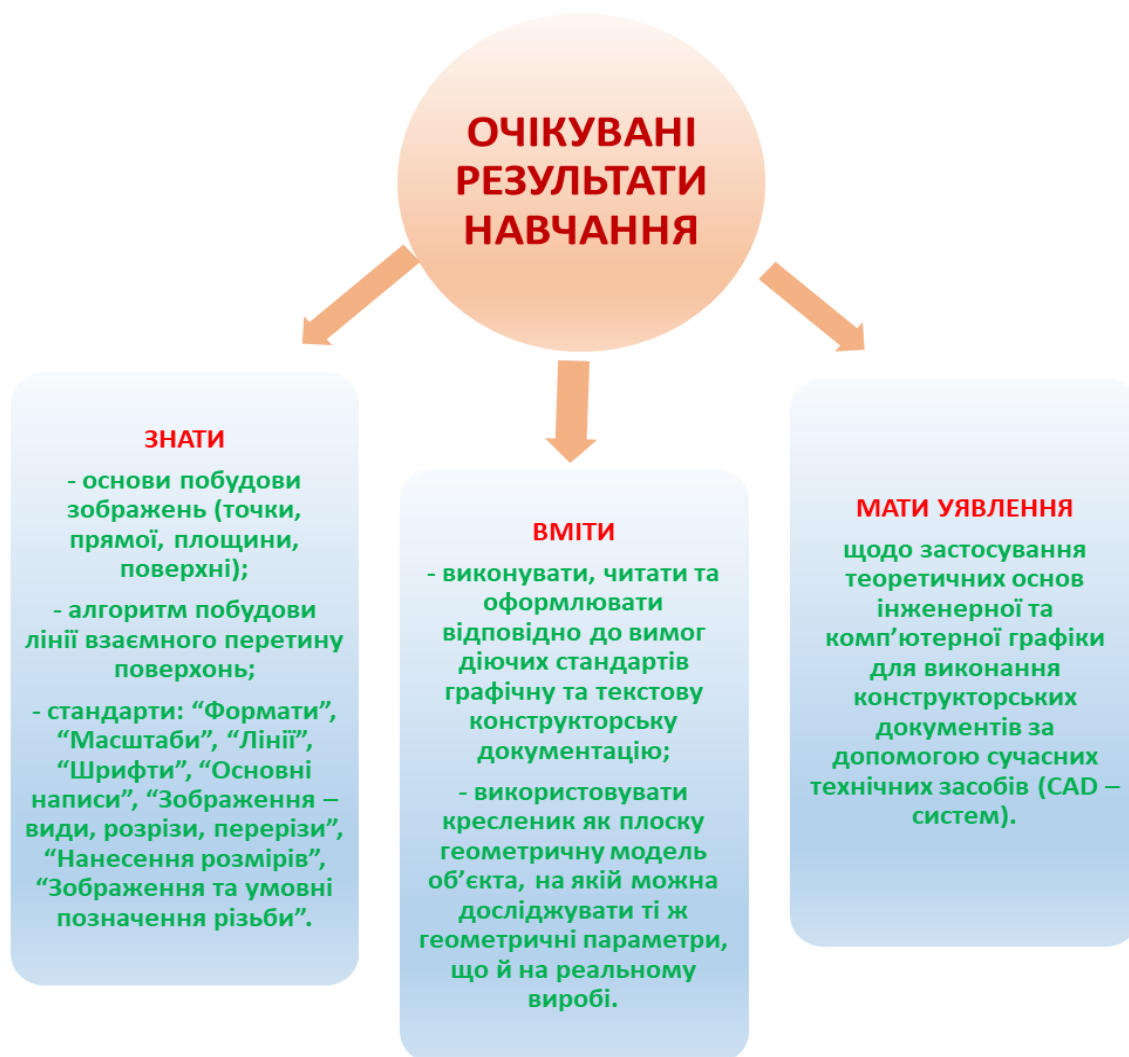 ОЧІКУВАНІ
РЕЗУЛЬТАТИ
НАВЧАННЯ
ЗНАТИ
- основи побудови
зображень (точки,
прямої, площини,
поверхні);
- алгоритм побудови
лінії взаємного перетину
поверхонь;
- стандарти: “Формати”,
“Масштаби”, “Лінії”,
“Шрифти”, “Основні
написи”, “Зображення –
види, розрізи, перерізи”,
“Нанесення розмірів”,
“Зображення та умовні
позначення різьби”.
ВМІТИ
- виконувати, читати та
оформлювати
відповідно до вимог
діючих стандартів
графічну та текстову
конструкторську
документацію;
- використовувати
кресленик як плоску
геометричну модель
об’єкта, на якій можна
досліджувати ті ж
геометричні параметри,
що й на реальному
виробі.
МАТИ УЯВЛЕННЯ
щодо застосування
теоретичних основ
інженерної та
комп’ютерної графіки
для виконання
конструкторських
документів за
допомогою сучасних
технічних засобів (CAD –
систем).